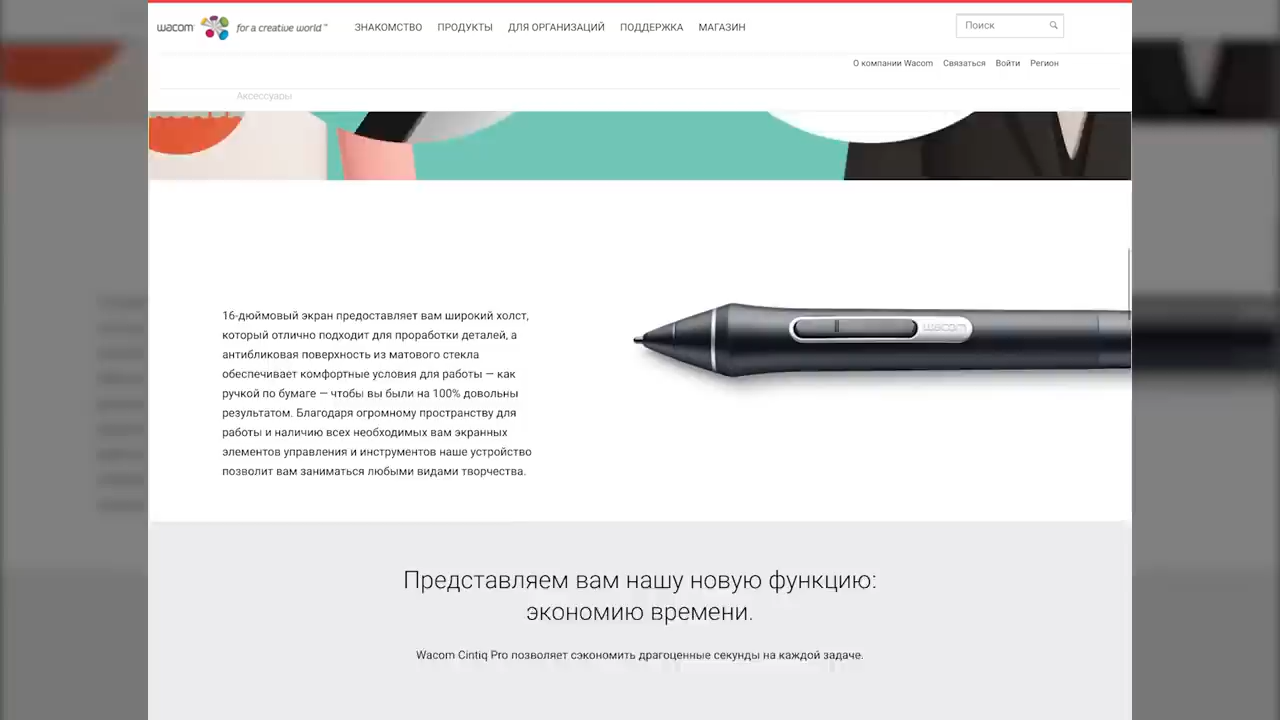 wacom for a creative world™ ЗНАКОМСТВО ПРОДУКТЫ ДЛЯ ОРГАНИЗАЦИЙ ПОДДЕРЖКА МАГАЗИН Поиск
О компании Wacom Связаться Войти Регион
Аксессуары
16-дюймовый экран предоставляет вам широкий холст,
который отлично подходит для проработки деталей, а
антибликовая поверхность из матового стекла
обеспечивает комфортные условия для работы — как
ручкой по бумаге — чтобы вы были на 100% довольны
результатом. Благодаря огромному пространству для
работы и наличию всех необходимых вам экранных
элементов управления и инструментов наше устройство
позволит вам заниматься любыми видами творчества.
wacom
Представляем вам нашу новую функцию:
экономию времени.
Wacom Cintiq Pro позволяет сэкономить драгоценные секунды на каждой задаче.